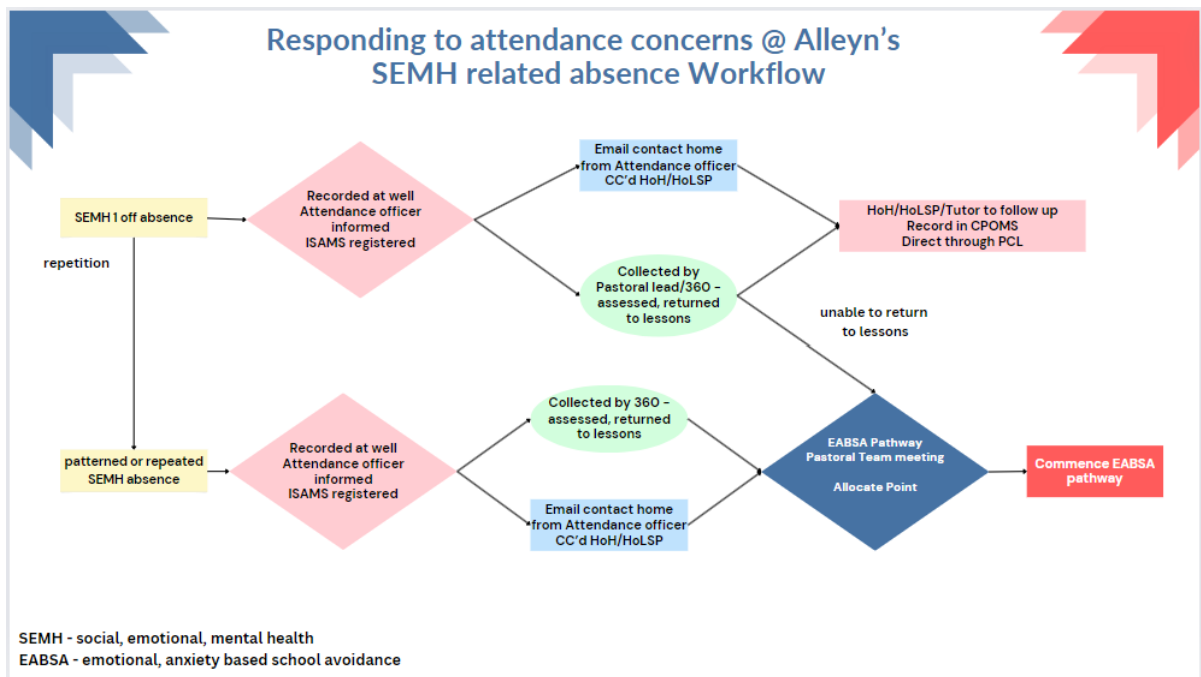 Responding to attendance concerns @ Alleyn's
SEMH related absence Workflow
SEMH 1 off absence
repetition
Recorded at well
Attendance officer
informed
ISAMS registered
Email contact home
from Attendance officer
CC'd HoH/HoLSP
Collected by
Pastoral lead/360 -
assessed, returned
to lessons
HoH/HoLSP/Tutor to follow up
Record in CPOMS
Direct through PCL
unable to return
to lessons
patterned or repeated
SEMH absence
Recorded at well
Attendance officer
informed
ISAMS registered
Collected by 360 -
assessed, returned
to lessons
Email contact home
from Attendance officer
CC'd HoH/HoLSP
EABSA Pathway
Pastoral Team meeting
Allocate Point
Commence EABSA
pathway
SEMH - social, emotional, mental health
EABSA - emotional, anxiety based school avoidance